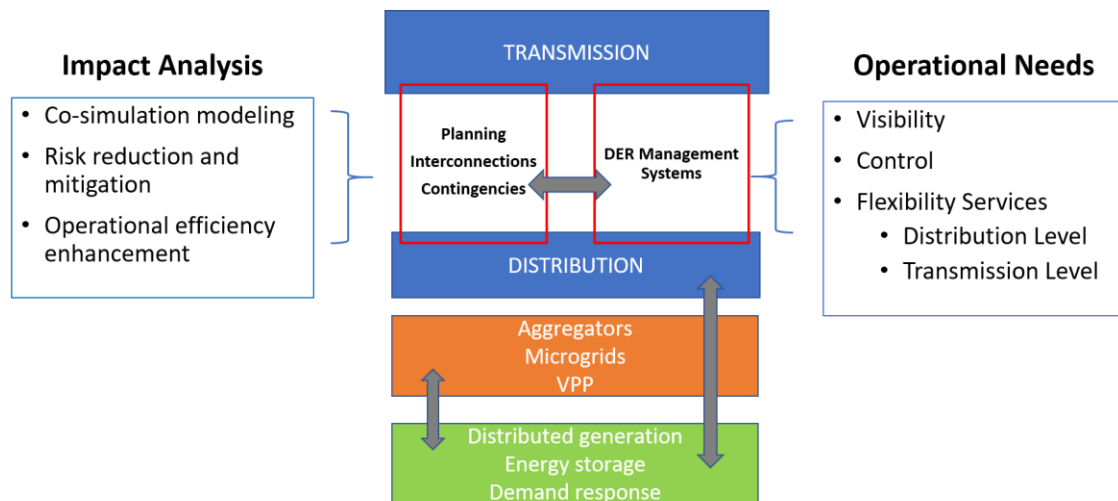 Impact Analysis
• Co-simulation modeling
• Risk reduction and
mitigation
• Operational efficiency
enhancement
TRANSMISSION
Planning
Interconnections
Contingencies
DER Management
Systems
DISTRIBUTION
Aggregators
Microgrids
VPP
Distributed generation
Energy storage
Demand response
Operational Needs
• Visibility
• Control
• Flexibility Services
• Distribution Level
• Transmission Level